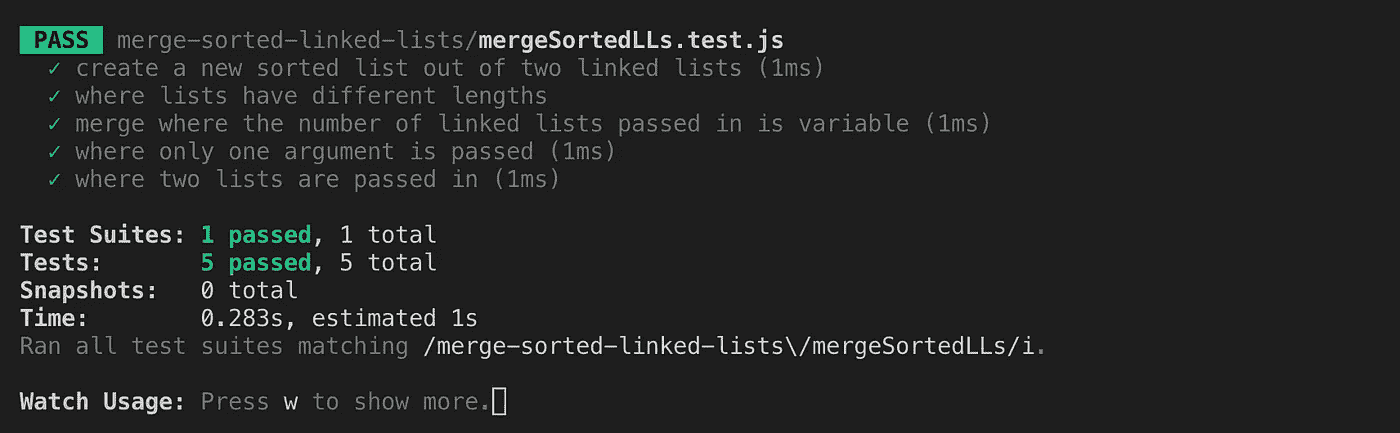 PASS merge-sorted-linked-lists/mergeSortedLLs.test.js
✓ create a new sorted list out of two linked lists (1ms)
✓ where lists have different lengths
✓ merge where the number of linked lists passed in is variable (1ms)
✓ where only one argument is passed (1ms)
✓ where two lists are passed in (1ms)
Test Suites: 1 passed, 1 total
Tests: 5 passed, 5 total
Snapshots: 0 total
Time: 0.283s, estimated 1s
Ran all test suites matching /merge-sorted-linked-lists\/mergeSortedLLs/i.
Watch Usage: Press w to show more.